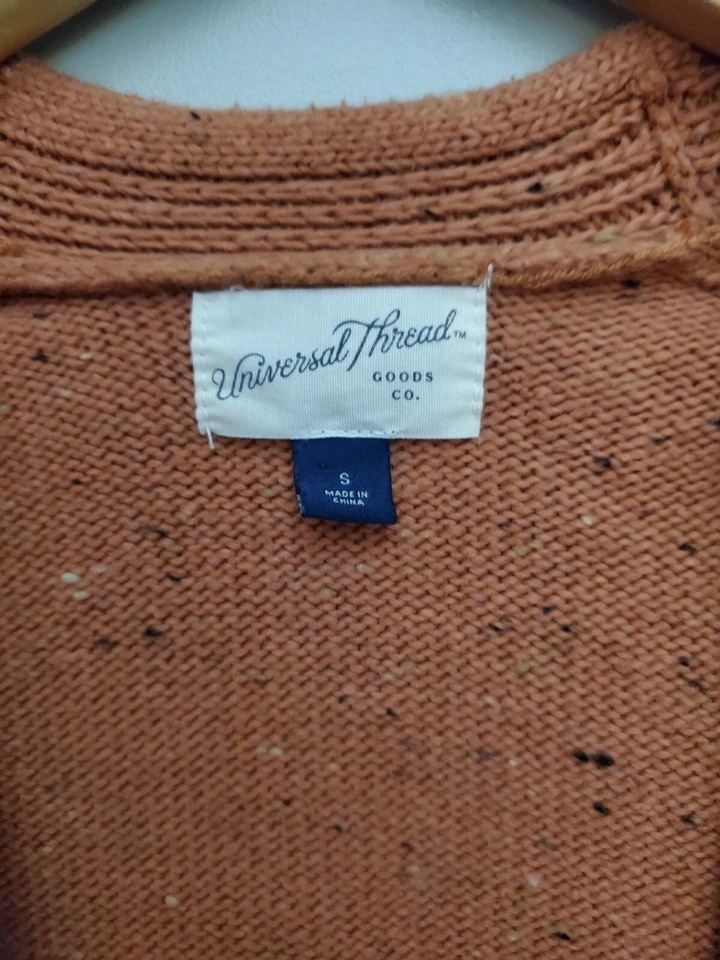 Universal Thread™
GOODS
CO.
S
MADE IN
CHINA